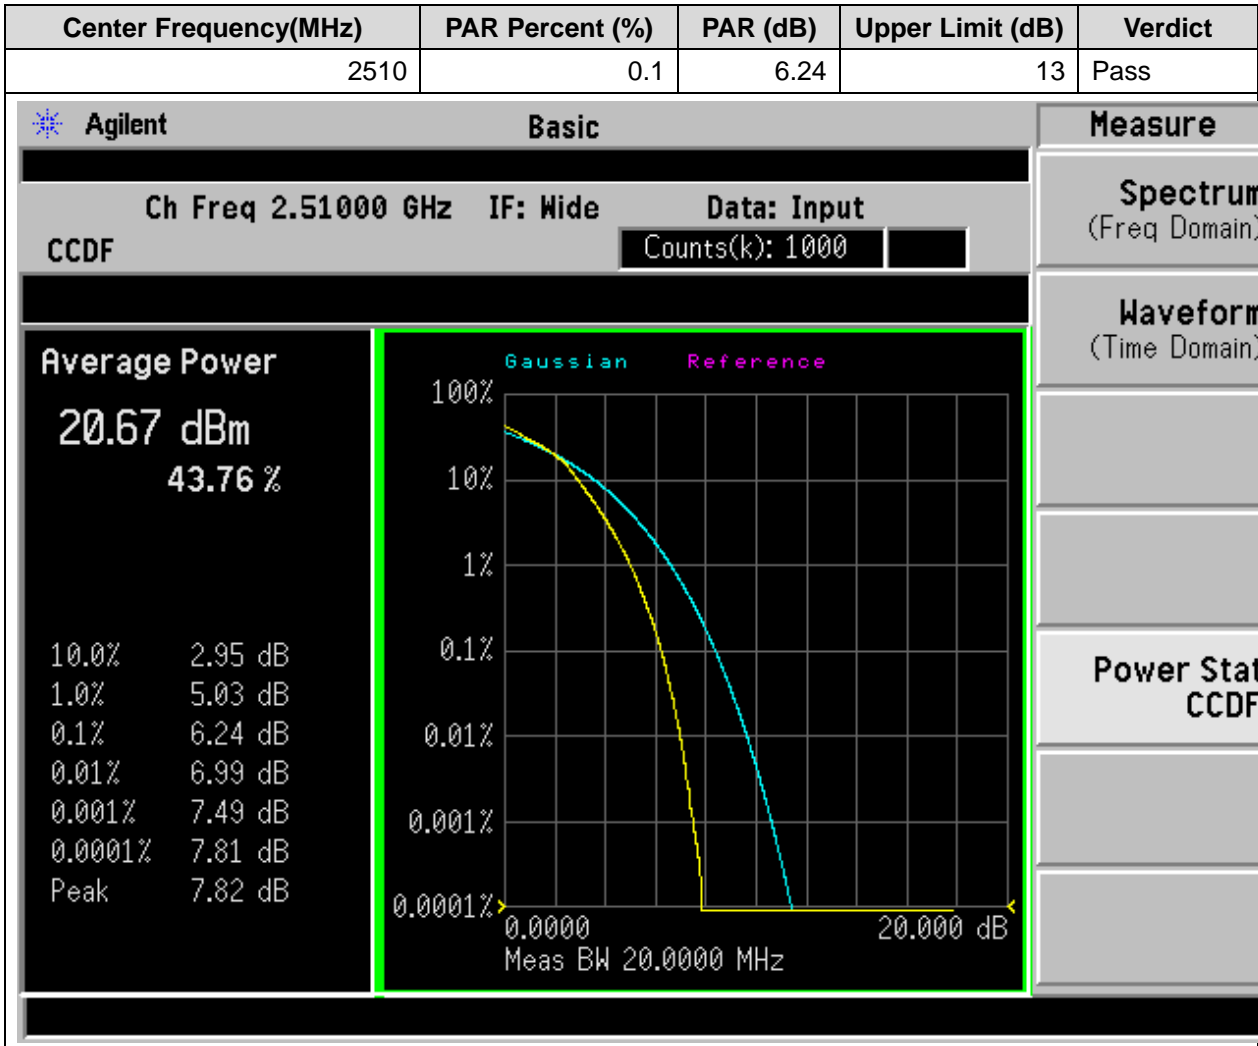 Center Frequency(MHz) PAR Percent (%) PAR (dB) Upper Limit (dB) Verdict
2510 0.1 6.24 13 Pass
Agilent Basic Measure
Ch Freq 2.51000 GHz IF: Wide Data: Input
CCDF Counts(k): 1000
Spectrum
(Freq Domain)
Waveform
(Time Domain)
Power Stat
CCDF
Average Power
20.67 dBm
43.76 %
10.0% 2.95 dB
1.0% 5.03 dB
0.1% 6.24 dB
0.01% 6.99 dB
0.001% 7.49 dB
0.0001% 7.81 dB
Peak 7.82 dB
Gaussian Reference
100%
10%
1%
0.1%
0.01%
0.001%
0.0001%
0.0000 20.000 dB
Meas BW 20.0000 MHz